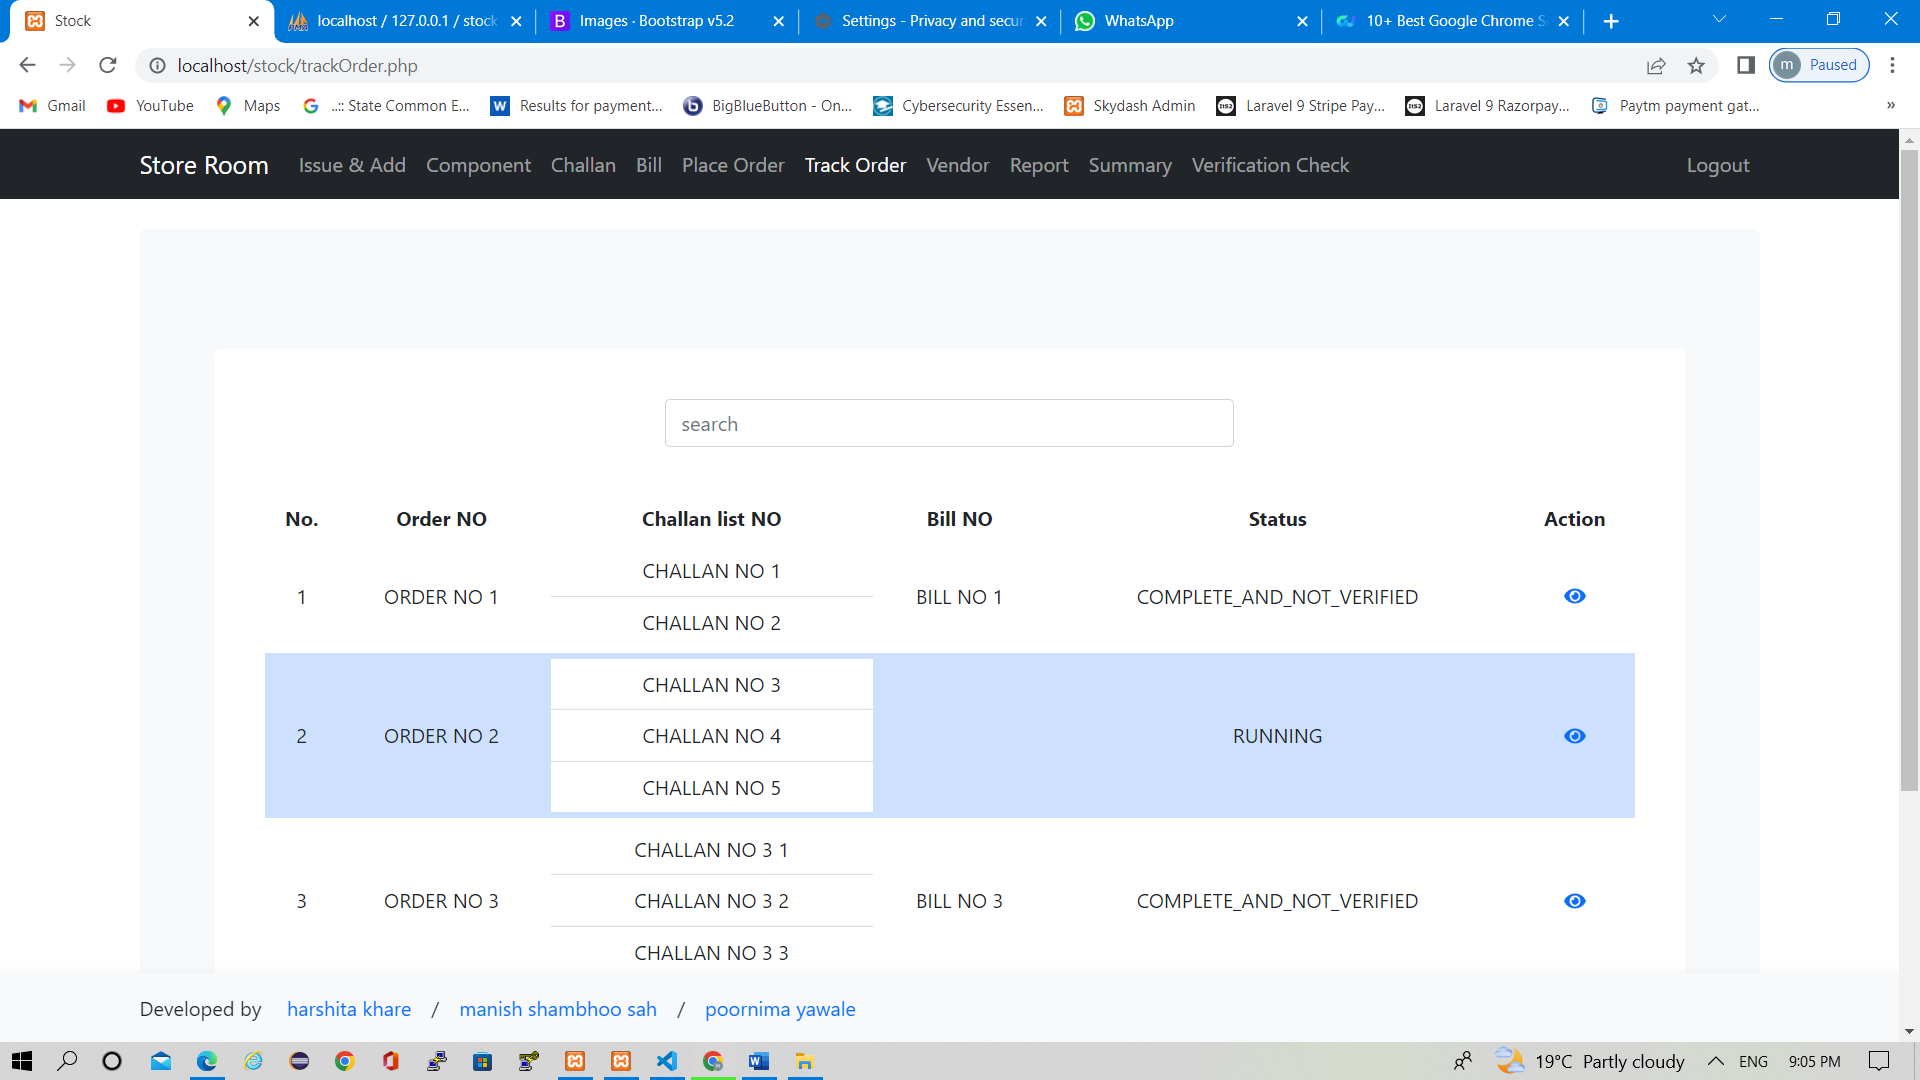 Stock
localhost / 127.0.0.1 / stock
Images · Bootstrap v5.2
Settings - Privacy and secur
WhatsApp
10+ Best Google Chrome S
localhost/stock/trackOrder.php
m Paused
Gmail
YouTube
Maps
..:: State Common E...
Results for payment...
BigBlueButton - On...
Cybersecurity Essen...
Skydash Admin
Laravel 9 Stripe Pay...
Laravel 9 Razorpay...
Paytm payment gat...
»
Store Room Issue & Add Component Challan Bill Place Order Track Order Vendor Report Summary Verification Check Logout
search
No. Order NO Challan list NO Bill NO Status Action
CHALLAN NO 1
1 ORDER NO 1 BILL NO 1 COMPLETE_AND_NOT_VERIFIED
CHALLAN NO 2
CHALLAN NO 3
2 ORDER NO 2 CHALLAN NO 4 RUNNING
CHALLAN NO 5
CHALLAN NO 3 1
3 ORDER NO 3 CHALLAN NO 3 2 BILL NO 3 COMPLETE_AND_NOT_VERIFIED
CHALLAN NO 3 3
Developed by harshita khare / manish shambhoo sah / poornima yawale
19°C Partly cloudy ENG 9:05 PM